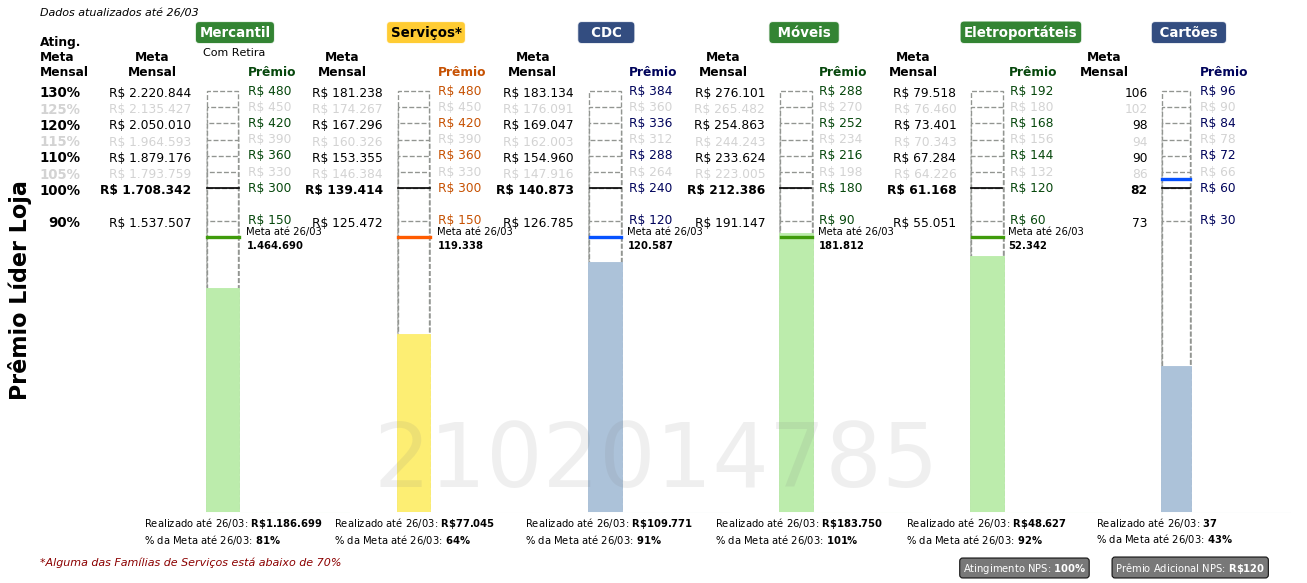 Dados atualizados até 26/03
Mercantil Serviços* CDC Móveis Eletroportáteis Cartões
Com Retira
Ating. Meta Mensal
Meta Mensal Prêmio Meta Mensal Prêmio Meta Mensal Prêmio Meta Mensal Prêmio Meta Mensal Prêmio Meta Mensal Prêmio
130% R$ 2.220.844 R$ 480 R$ 181.238 R$ 480 R$ 183.134 R$ 384 R$ 276.101 R$ 288 R$ 79.518 R$ 192 106 R$ 96
125% R$ 2.135.427 R$ 450 R$ 174.267 R$ 450 R$ 176.091 R$ 360 R$ 265.482 R$ 270 R$ 76.460 R$ 180 102 R$ 90
120% R$ 2.050.010 R$ 420 R$ 167.296 R$ 420 R$ 169.047 R$ 336 R$ 254.863 R$ 252 R$ 73.401 R$ 168 98 R$ 84
115% R$ 1.964.593 R$ 390 R$ 160.326 R$ 390 R$ 162.003 R$ 312 R$ 244.243 R$ 234 R$ 70.343 R$ 156 94 R$ 78
110% R$ 1.879.176 R$ 360 R$ 153.355 R$ 360 R$ 154.960 R$ 288 R$ 233.624 R$ 216 R$ 67.284 R$ 144 90 R$ 72
105% R$ 1.793.759 R$ 330 R$ 146.384 R$ 330 R$ 147.916 R$ 264 R$ 223.005 R$ 198 R$ 64.226 R$ 132 86 R$ 66
100% R$ 1.708.342 R$ 300 R$ 139.414 R$ 300 R$ 140.873 R$ 240 R$ 212.386 R$ 180 R$ 61.168 R$ 120 82 R$ 60
90% R$ 1.537.507 R$ 150 R$ 125.472 R$ 150 R$ 126.785 R$ 120 R$ 191.147 R$ 90 R$ 55.051 R$ 60 73 R$ 30
Meta até 26/03 Meta até 26/03 Meta até 26/03 Meta até 26/03 Meta até 26/03
1.464.690 119.338 120.587 181.812 52.342
Prêmio Líder Loja
2102014785
Realizado até 26/03: R$1.186.699 Realizado até 26/03: R$77.045 Realizado até 26/03: R$109.771 Realizado até 26/03: R$183.750 Realizado até 26/03: R$48.627 Realizado até 26/03: 37
% da Meta até 26/03: 81% % da Meta até 26/03: 64% % da Meta até 26/03: 91% % da Meta até 26/03: 101% % da Meta até 26/03: 92% % da Meta até 26/03: 43%
*Alguma das Famílias de Serviços está abaixo de 70%
Atingimento NPS: 100% Prêmio Adicional NPS: R$120